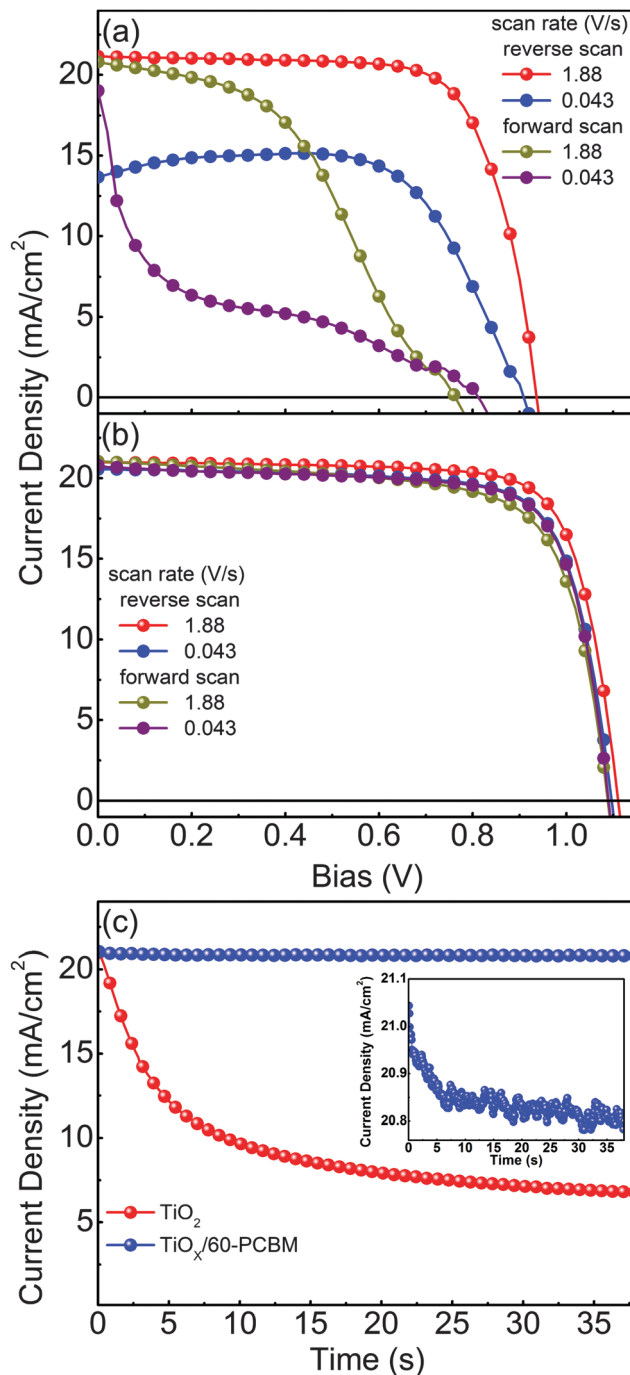 (a)
scan rate (V/s)
reverse scan
1.88
0.043
forward scan
1.88
0.043
20
15
10
5
0
(b)
20
15
10
5
0
scan rate (V/s)
reverse scan
1.88
0.043
forward scan
1.88
0.043
Current Density (mA/cm²)
0.0 0.2 0.4 0.6 0.8 1.0
Bias (V)
(c)
25
20
15
10
5
Current Density (mA/cm²)
21.1
21.0
20.9
20.8
Current Density (mA/cm²)
0 5 10 15 20 25 30 35
Time (s)
TiO₂
TiOₓ/60-PCBM
0 5 10 15 20 25 30 35
Time (s)